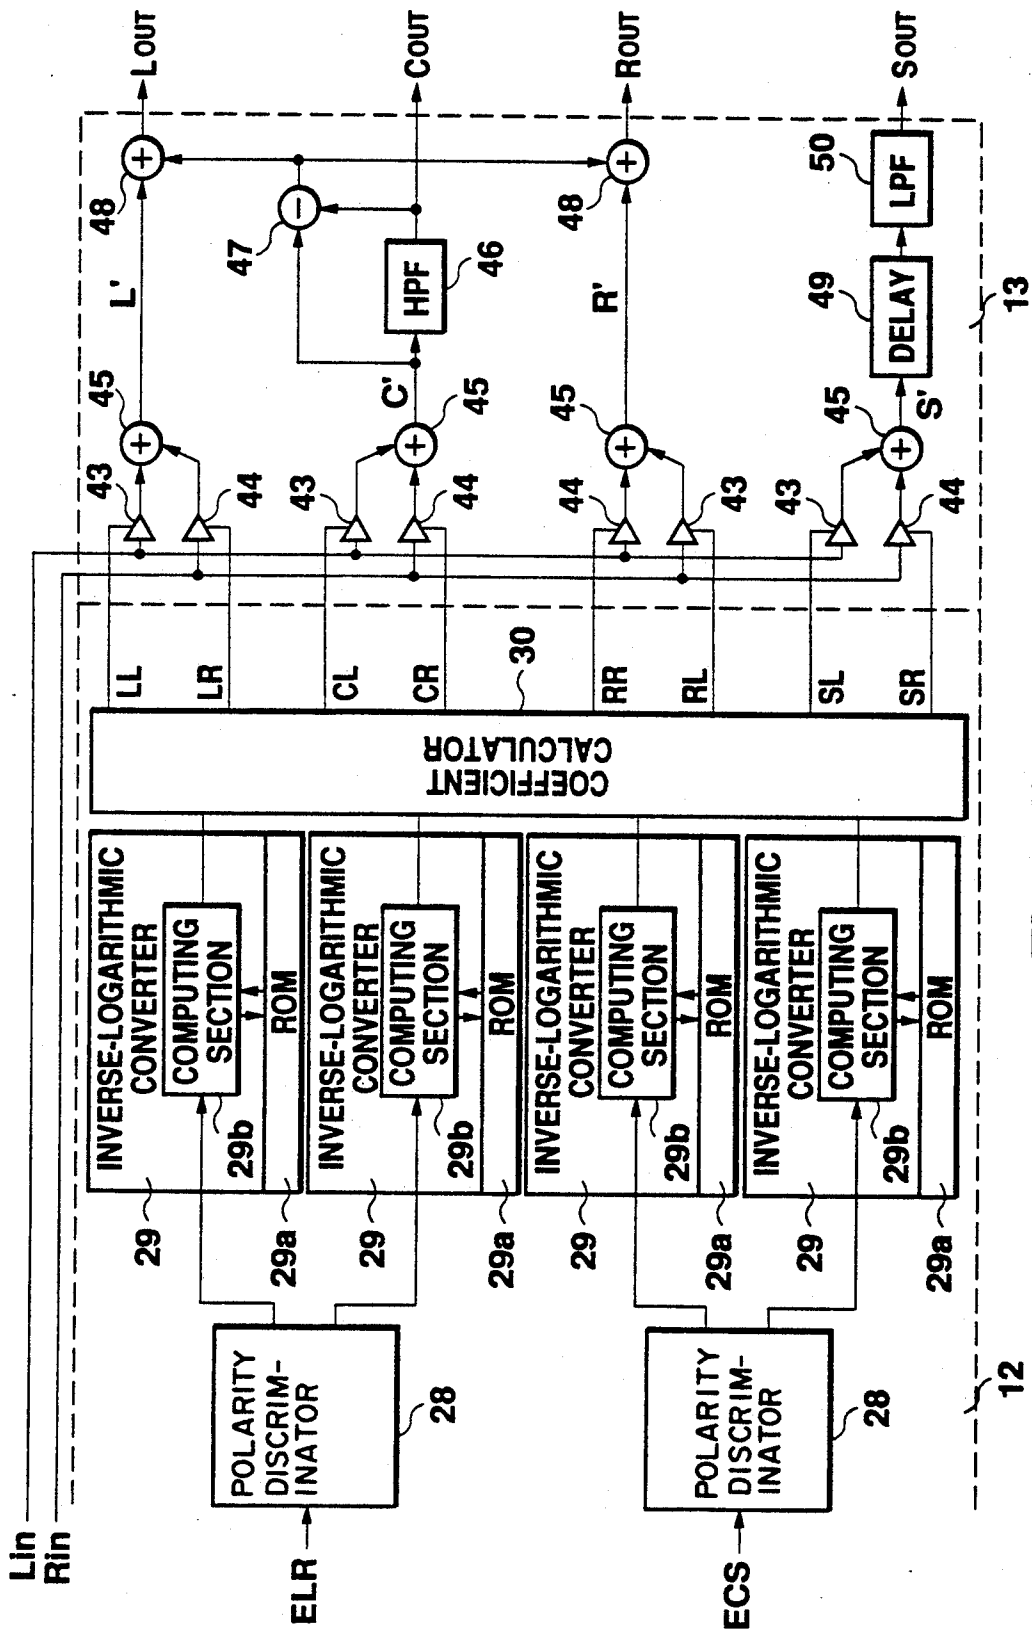 Lin
Rin
ELR
ECS
POLARITY
DISCRIM-
INATOR
28
POLARITY
DISCRIM-
INATOR
28
12
INVERSE-LOGARITHMIC
CONVERTER
COMPUTING
SECTION
29b
ROM
29
29a
INVERSE-LOGARITHMIC
CONVERTER
COMPUTING
SECTION
29b
ROM
29
29a
INVERSE-LOGARITHMIC
CONVERTER
COMPUTING
SECTION
29b
ROM
29
29a
INVERSE-LOGARITHMIC
CONVERTER
COMPUTING
SECTION
29b
ROM
29
29a
COEFFICIENT
CALCULATOR
30
LL
LR
CL
CR
RR
RL
SL
SR
43
44
43
44
44
43
43
44
45
+
45
+
45
+
45
+
L'
C'
R'
S'
HPF
46
47
−
48
+
48
+
DELAY
49
LPF
50
13
LOUT
COUT
ROUT
SOUT